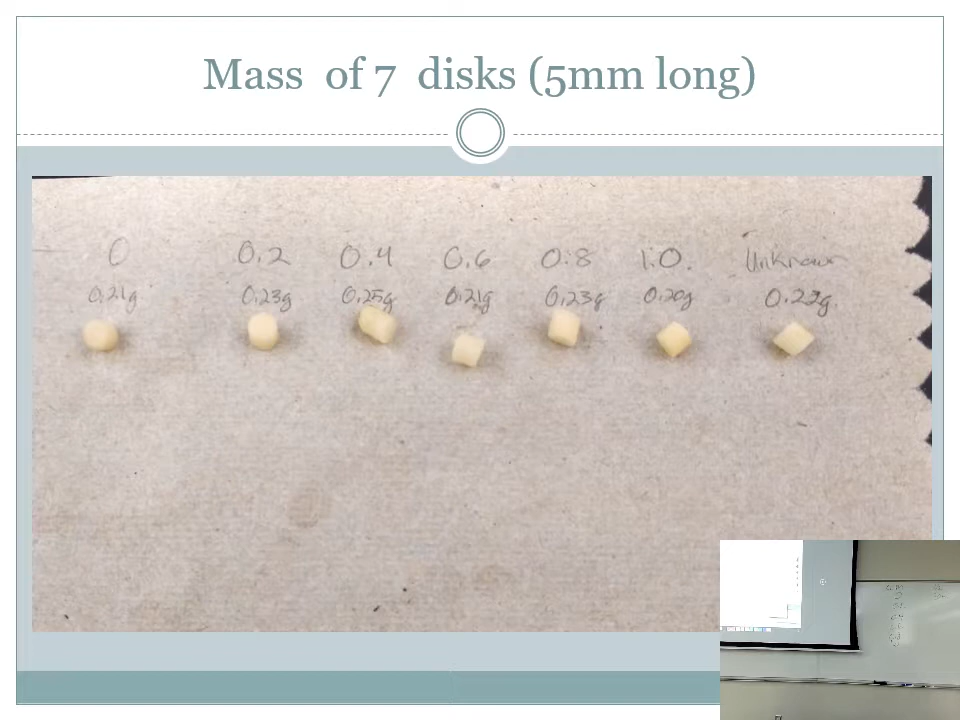 Mass of 7 disks (5mm long)
0 0.2 0.4 0.6 0.8 1.0. Unknown
0.21g 0.23g 0.25g 0.21g 0.23g 0.20g 0.22g